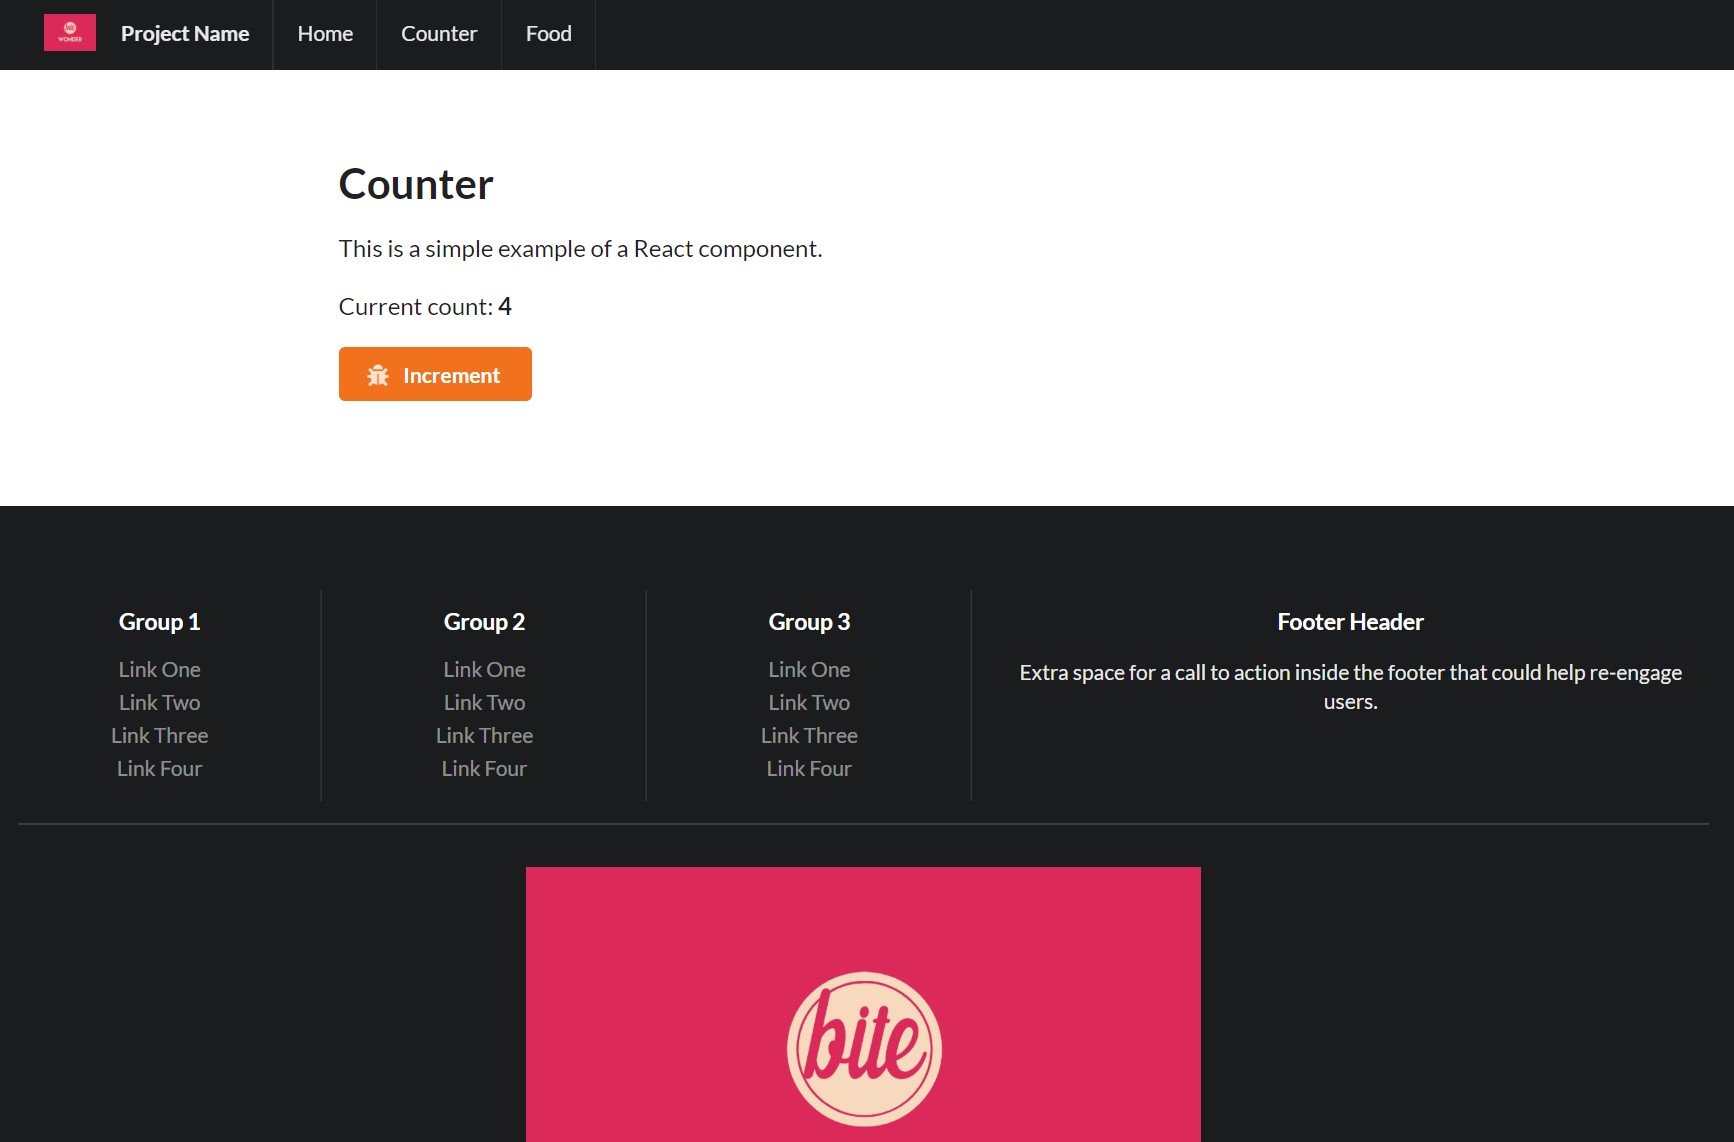 WONDER
Project Name
Home
Counter
Food
Counter
This is a simple example of a React component.
Current count: 4
Increment
Group 1
Link One
Link Two
Link Three
Link Four
Group 2
Link One
Link Two
Link Three
Link Four
Group 3
Link One
Link Two
Link Three
Link Four
Footer Header
Extra space for a call to action inside the footer that could help re-engage
users.
bite